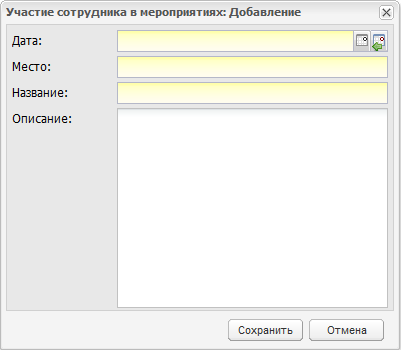 Участие сотрудника в мероприятиях: Добавление
Дата:
Место:
Название:
Описание:
Сохранить Отмена